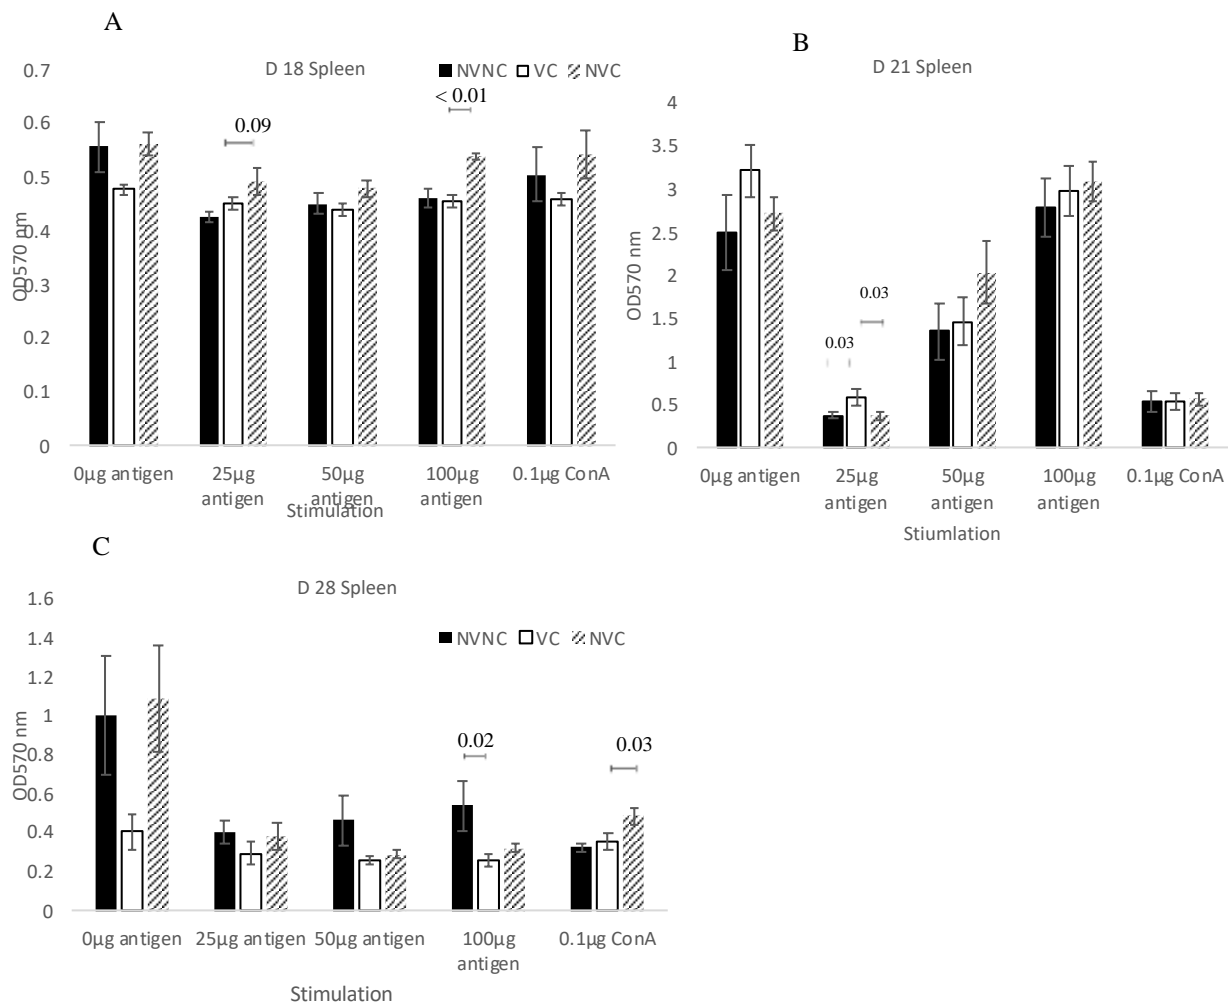 A
D 18 Spleen
NVNC VC NVC
OD570 nm
0.7
0.6
0.5
0.4
0.3
0.2
0.1
0
0.09
< 0.01
0µg antigen
25µg antigen
50µg antigen
100µg antigen
0.1µg ConA
Stimulation
B
D 21 Spleen
OD570 nm
4
3.5
3
2.5
2
1.5
1
0.5
0
0.03
0.03
0µg antigen
25µg antigen
50µg antigen
100µg antigen
0.1µg ConA
Stiumlation
C
D 28 Spleen
NVNC VC NVC
OD570 nm
1.6
1.4
1.2
1
0.8
0.6
0.4
0.2
0
0.02
0.03
0µg antigen
25µg antigen
50µg antigen
100µg antigen
0.1µg ConA
Stimulation